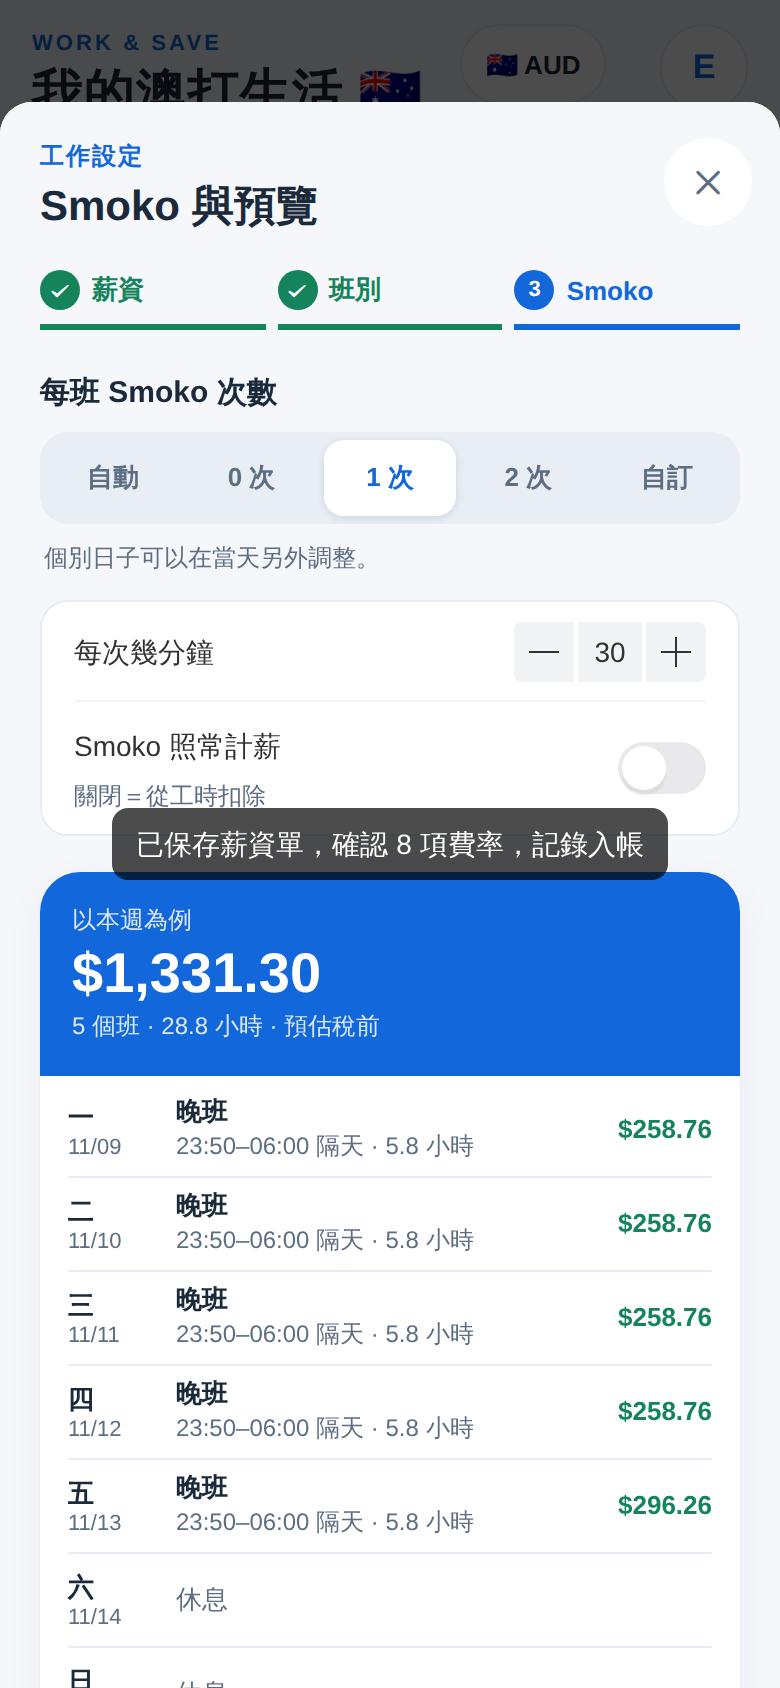 WORK & SAVE
我的澳打生活 🇦🇺
🇦🇺 AUD
E
工作設定
Smoko 與預覽
薪資
班別
3 Smoko
每班 Smoko 次數
自動 0 次 1 次 2 次 自訂
個別日子可以在當天另外調整。
每次幾分鐘
30
Smoko 照常計薪
關閉＝從工時扣除
已保存薪資單，確認 8 項費率，記錄入帳
以本週為例
$1,331.30
5 個班 · 28.8 小時 · 預估稅前
一 晚班
11/09 23:50–06:00 隔天 · 5.8 小時 $258.76
二 晚班
11/10 23:50–06:00 隔天 · 5.8 小時 $258.76
三 晚班
11/11 23:50–06:00 隔天 · 5.8 小時 $258.76
四 晚班
11/12 23:50–06:00 隔天 · 5.8 小時 $258.76
五 晚班
11/13 23:50–06:00 隔天 · 5.8 小時 $296.26
六
11/14 休息
日
休息